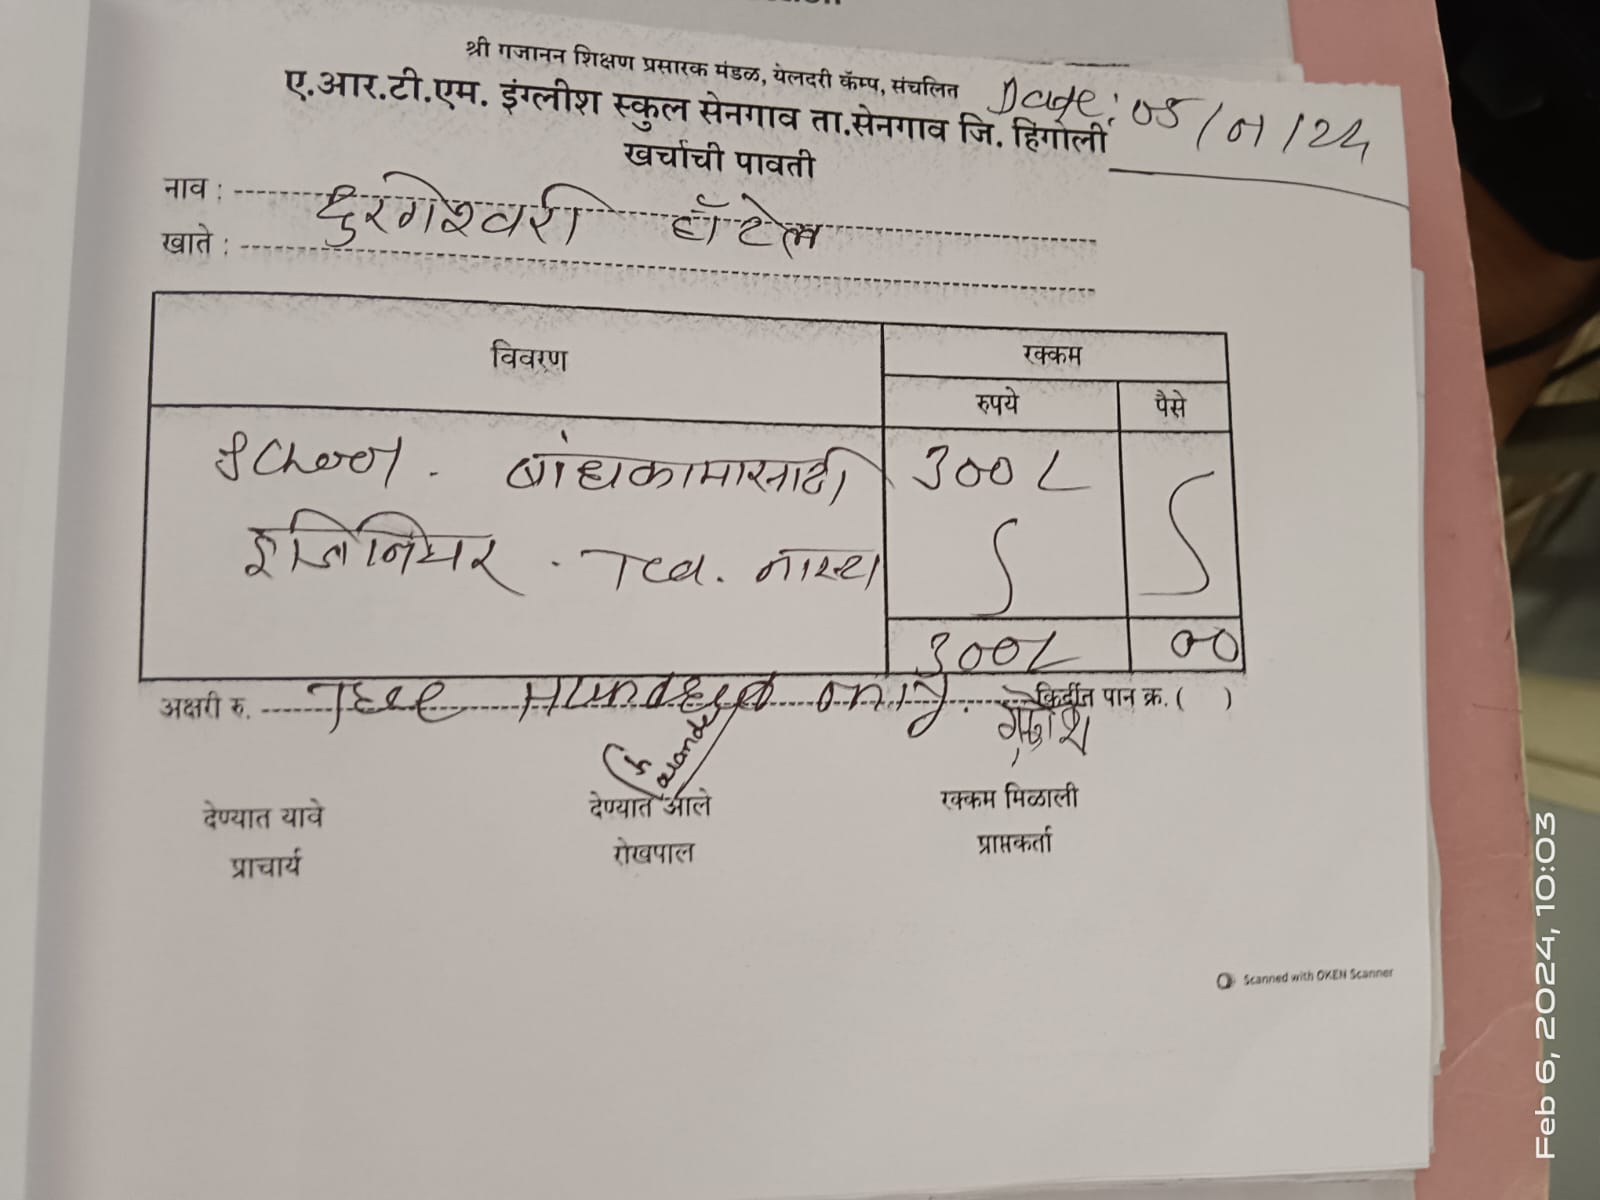 श्री गजानन शिक्षण प्रसारक मंडळ, येलदरी कॅम्प, संचलित
Date: 05/01/24
ए.आर.टी.एम. इंग्लीश स्कुल सेनगाव ता.सेनगाव जि. हिंगोली
खर्चाची पावती
नाव : दुरगेश्वरी हॉटेल
खाते :
विवरण रक्कम
रुपये पैसे
School. बांधकामासाठी 300/
इंजिनियर. Tea. नास्टा
300/ 00
अक्षरी रु. Three Hundred only. किर्दीत पान क्र. ( )
देण्यात यावे देण्यात आले रक्कम मिळाली
प्राचार्य रोखपाल प्राप्तकर्ता
Scanned with OKEN Scanner
Feb 6, 2024, 10:03